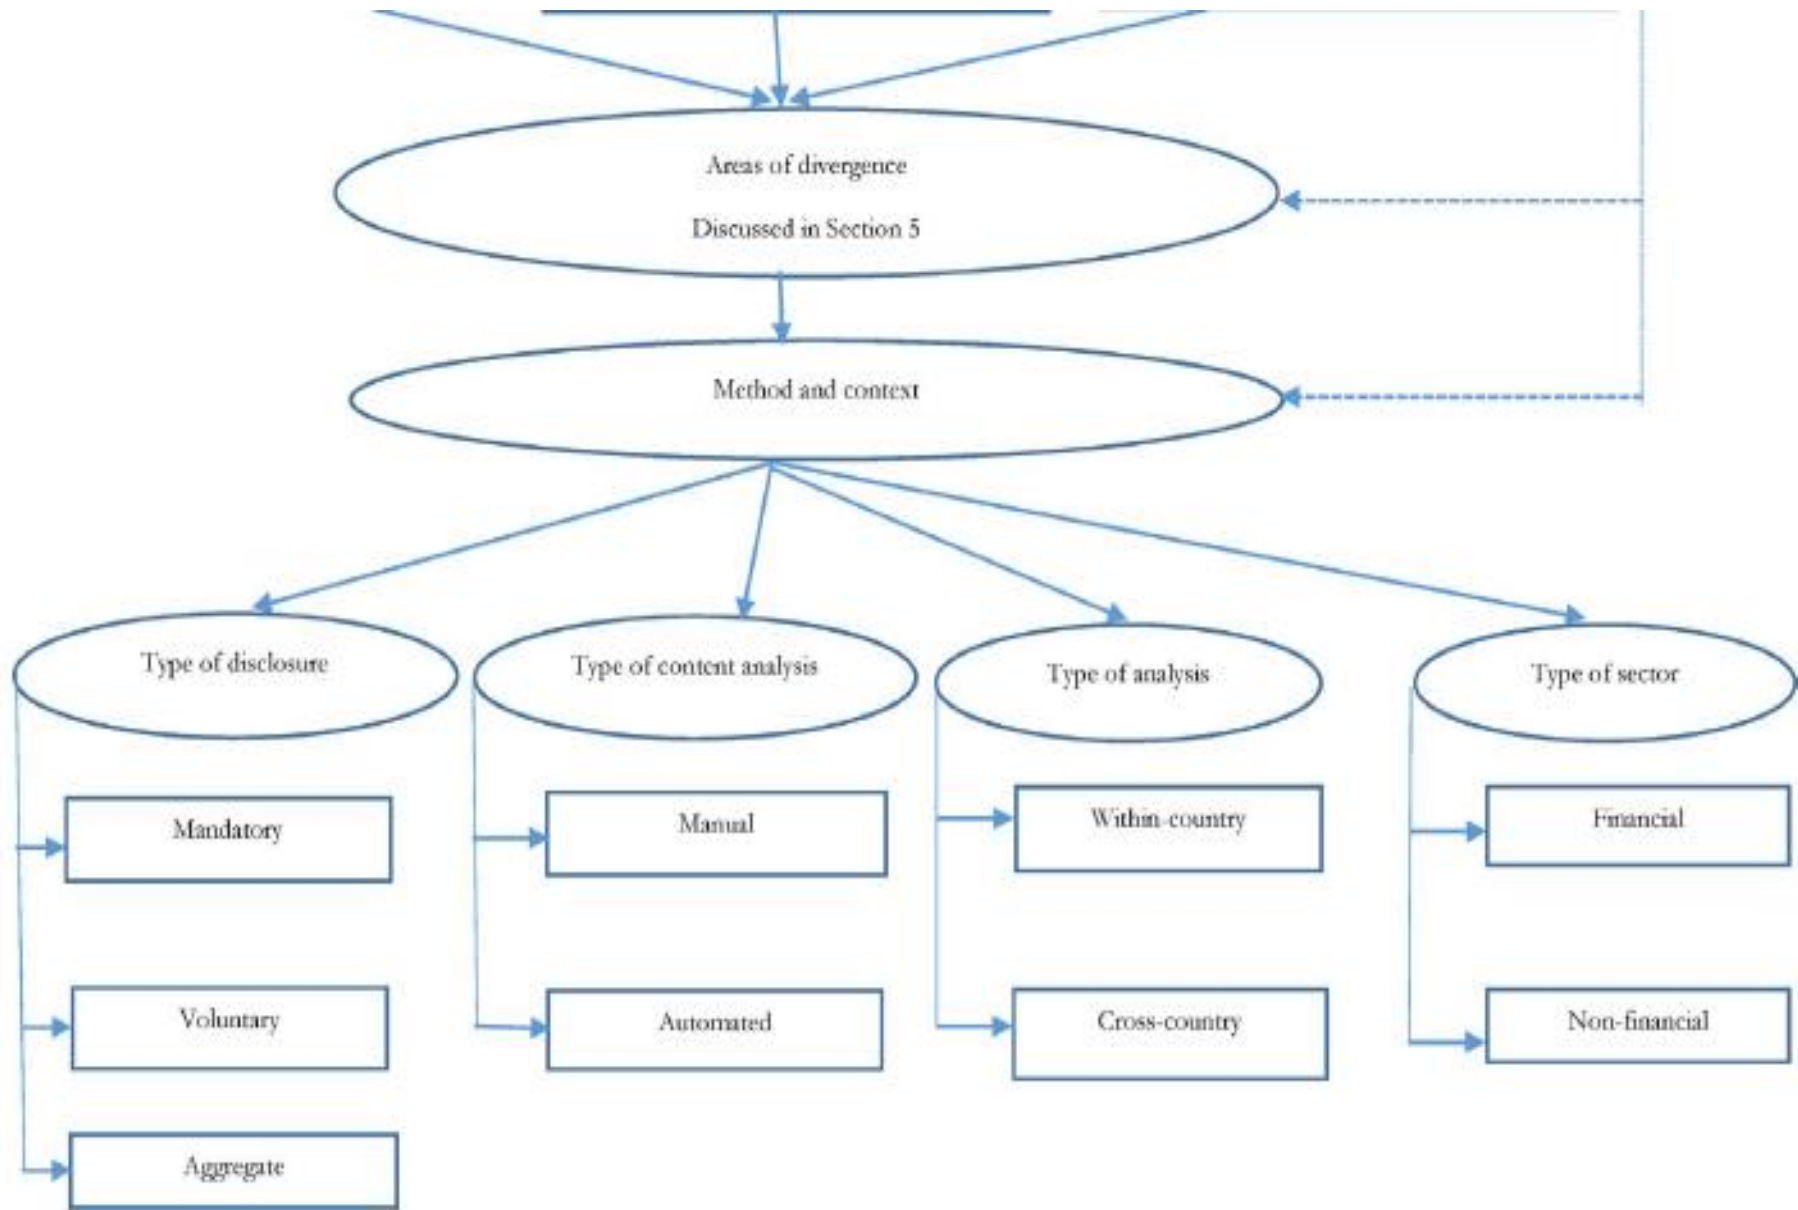 Areas of divergence
Discussed in Section 5
Method and context
Type of disclosure
Type of content analysis
Type of analysis
Type of sector
Mandatory
Manual
Within-country
Financial
Voluntary
Automated
Cross-country
Non-financial
Aggregate